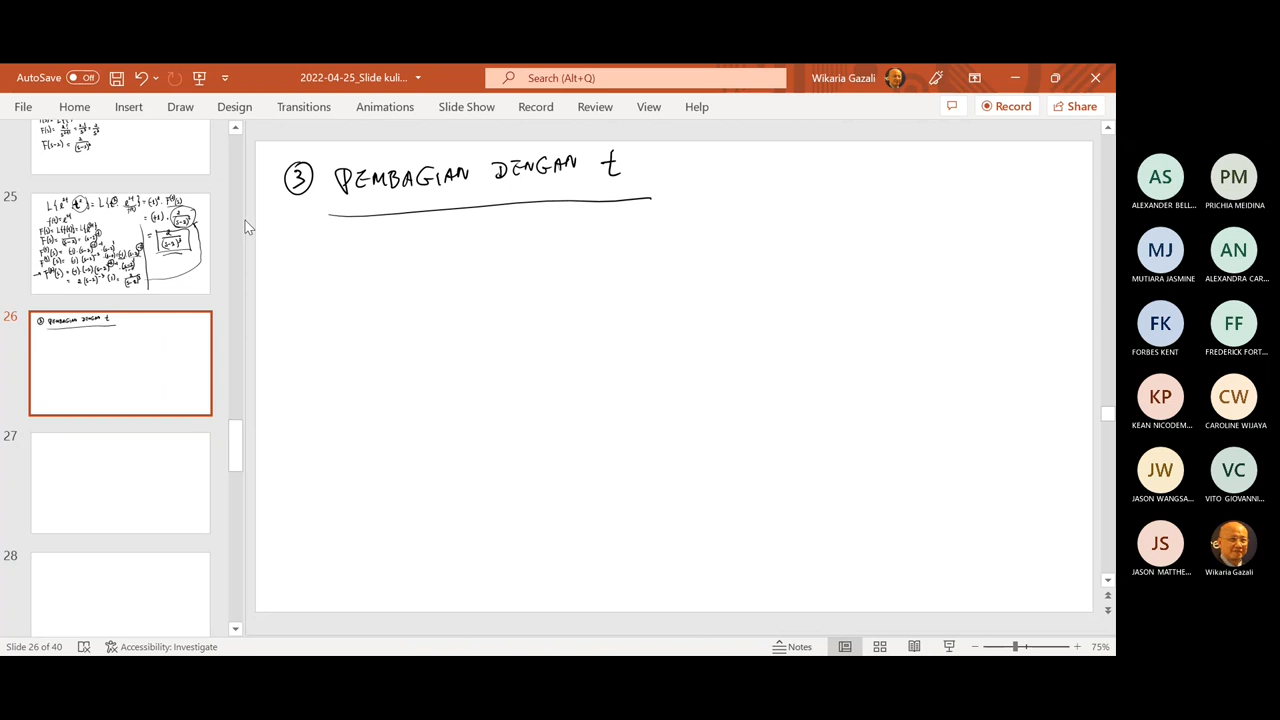 AutoSave Off
2022-04-25_Slide kuli...
Search (Alt+Q)
Wikaria Gazali
File Home Insert Draw Design Transitions Animations Slide Show Record Review View Help
Record
Share
25
26
27
28
③ PEMBAGIAN DENGAN t
③ PEMBAGIAN DENGAN t
AS PM
ALEXANDER BELL... PRICHIA MEIDINA
MJ AN
MUTIARA JASMINE ALEXANDRA CAR...
FK FF
FORBES KENT FREDERICK FORT...
KP CW
KEAN NICODEM... CAROLINE WIJAYA
JW VC
JASON WANGSA... VITO GIOVANNI...
JS
JASON MATTHE... Wikaria Gazali
Slide 26 of 40
Accessibility: Investigate
Notes
75%